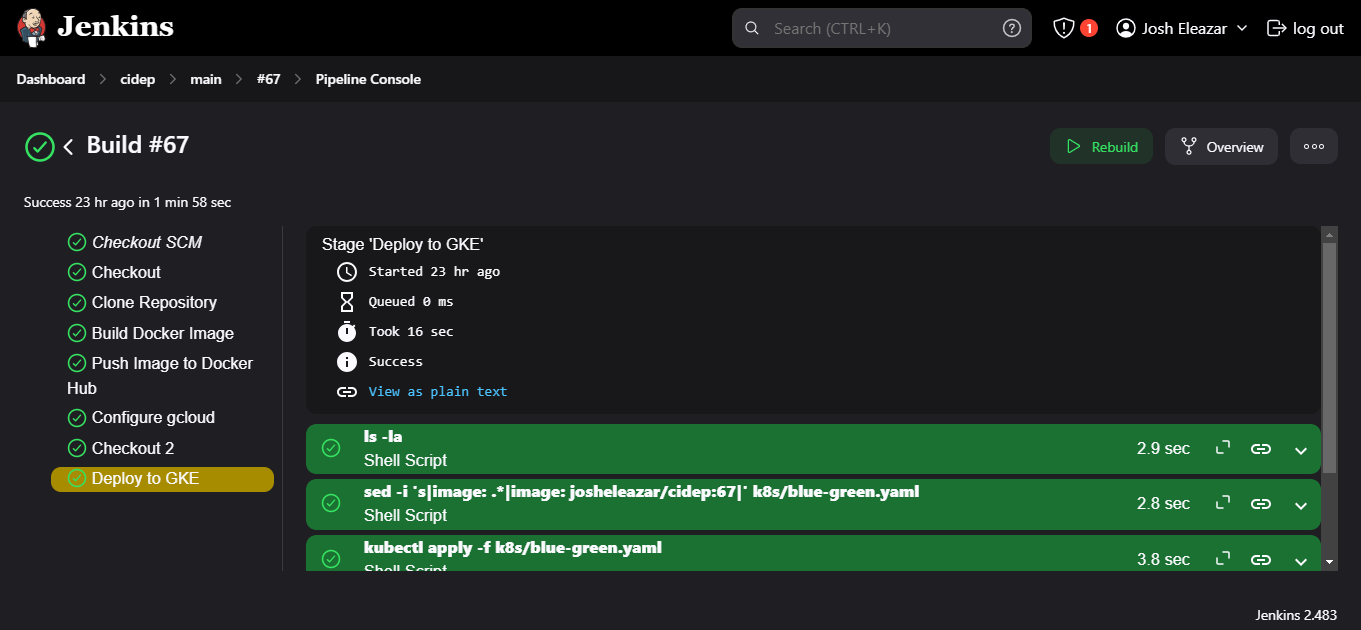 Jenkins
Search (CTRL+K)
1
Josh Eleazar
log out
Dashboard
cidep
main
#67
Pipeline Console
Build #67
Rebuild
Overview
Success 23 hr ago in 1 min 58 sec
Checkout SCM
Checkout
Clone Repository
Build Docker Image
Push Image to Docker
Hub
Configure gcloud
Checkout 2
Deploy to GKE
Stage 'Deploy to GKE'
Started 23 hr ago
Queued 0 ms
Took 16 sec
Success
View as plain text
ls -la
Shell Script
2.9 sec
sed -i 's|image: .*|image: josheleazar/cidep:67|' k8s/blue-green.yaml
Shell Script
2.8 sec
kubectl apply -f k8s/blue-green.yaml
Shell Script
3.8 sec
Jenkins 2.483